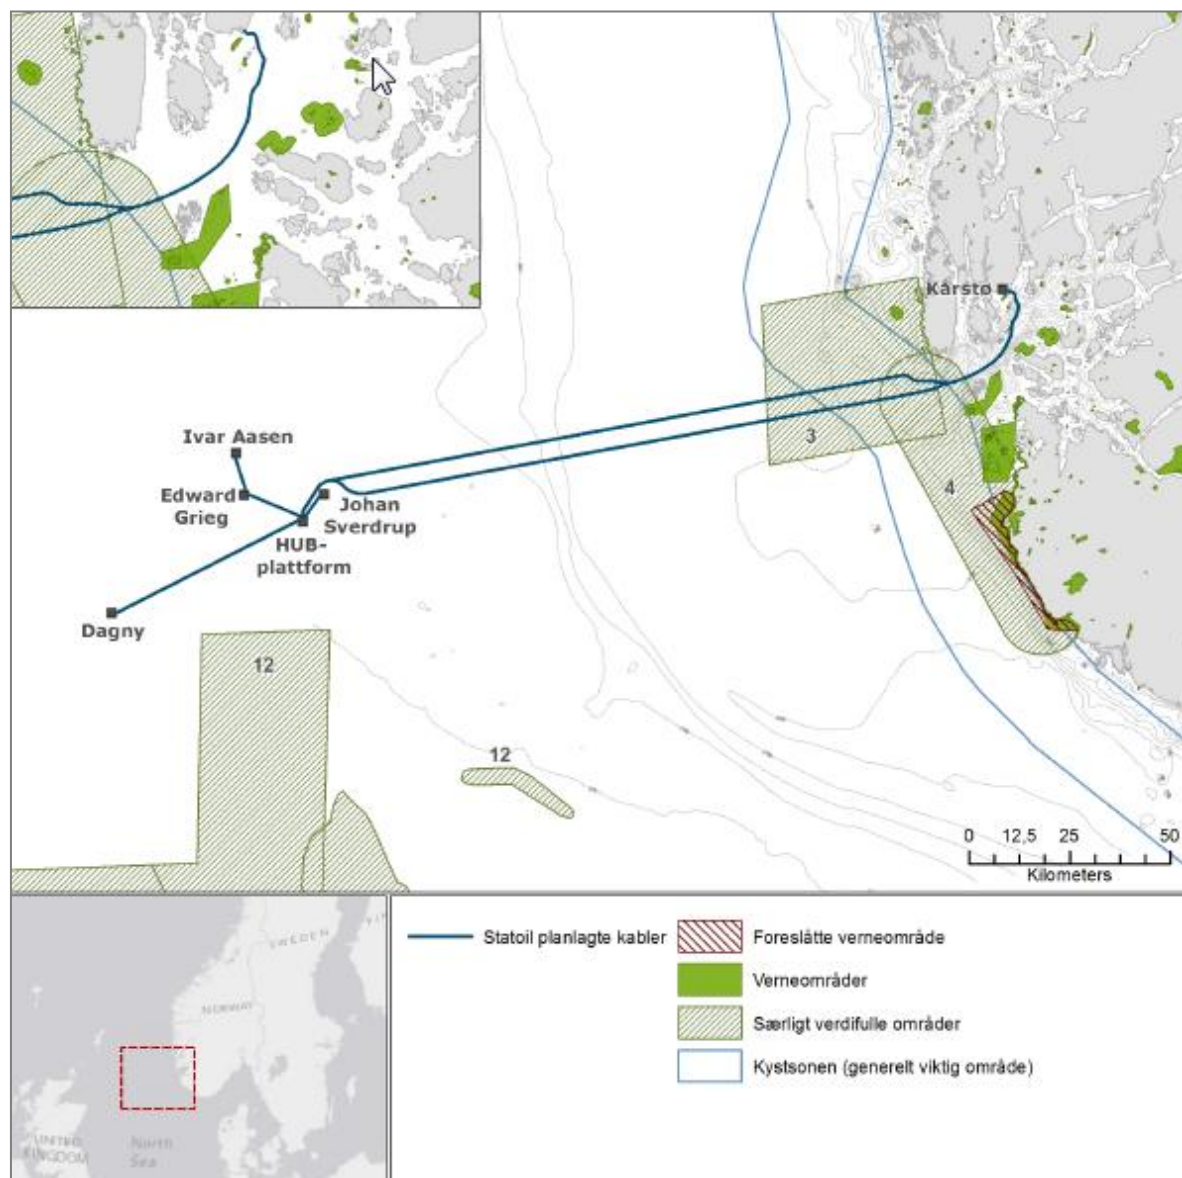 Kårstø
3
4
Ivar Aasen
Edward
Grieg
Johan
Sverdrup
HUB-
plattform
Dagny
12
12
0 12,5 25 50
Kilometers
SWEDEN
NORWAY
UNITED
KINGDOM
North
Sea
Statoil planlagte kabler
Foreslåtte verneområde
Verneområder
Særligt verdifulle områder
Kystsonen (generelt viktig område)